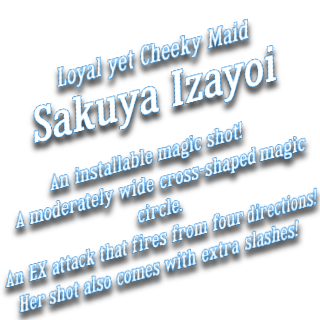 Loyal yet Cheeky Maid
Sakuya Izayoi
An installable magic shot!
A moderately wide cross-shaped magic
circle.
An EX attack that fires from four directions!
Her shot also comes with extra slashes!